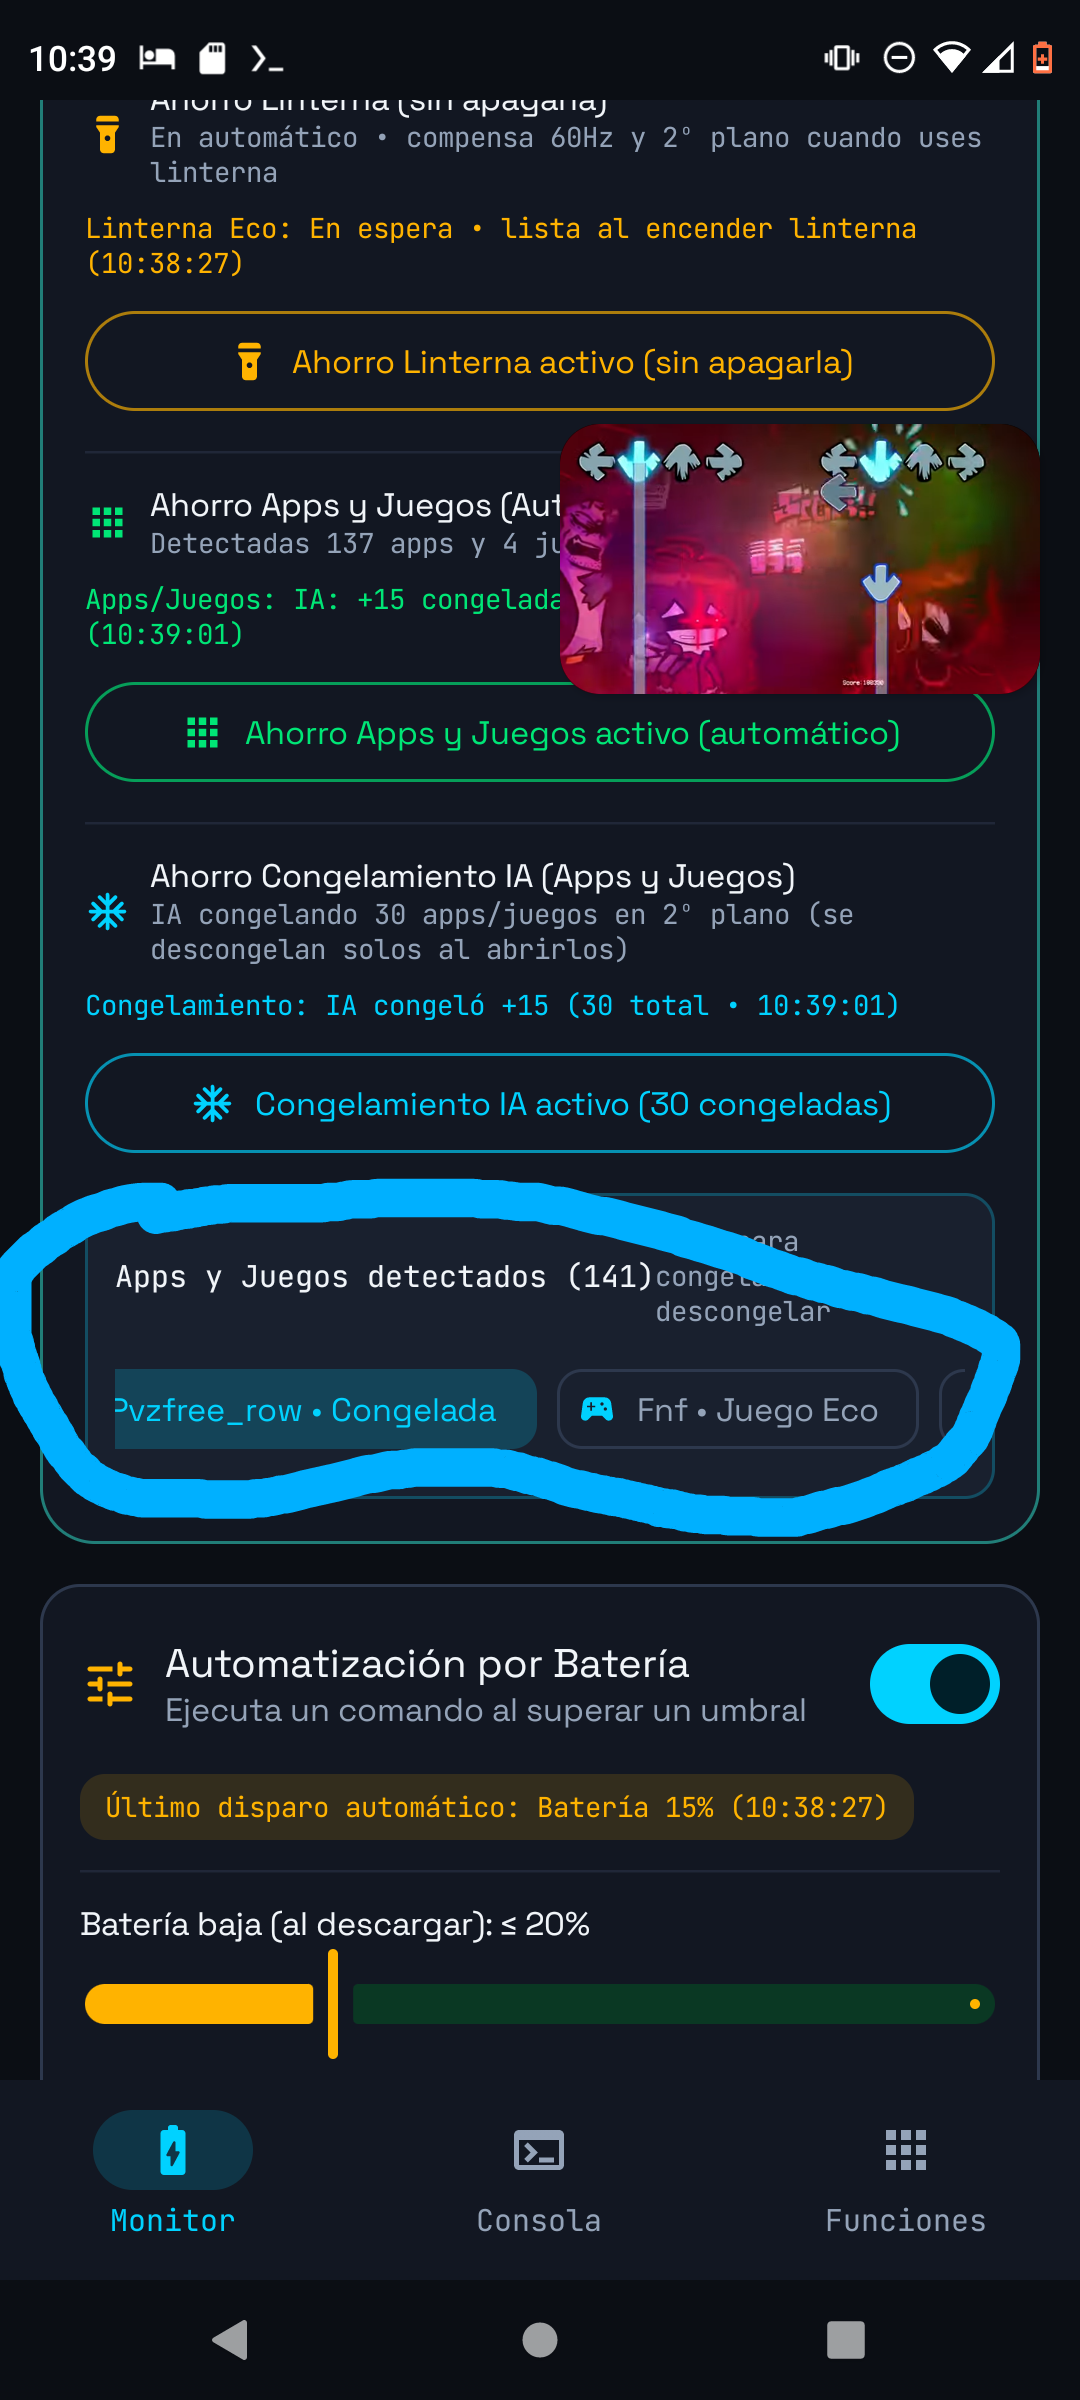 10:39
Ahorro Linterna (sin apagarla)
En automático • compensa 60Hz y 2º plano cuando uses
linterna
Linterna Eco: En espera • lista al encender linterna
(10:38:27)
Ahorro Linterna activo (sin apagarla)
Ahorro Apps y Juegos (Aut
Detectadas 137 apps y 4 ju
Apps/Juegos: IA: +15 congelada
(10:39:01)
Ahorro Apps y Juegos activo (automático)
Ahorro Congelamiento IA (Apps y Juegos)
IA congelando 30 apps/juegos en 2º plano (se
descongelan solos al abrirlos)
Congelamiento: IA congeló +15 (30 total • 10:39:01)
Congelamiento IA activo (30 congeladas)
para
Apps y Juegos detectados (141)
descongelar
Pvzfree_row • Congelada
Fnf • Juego Eco
Automatización por Batería
Ejecuta un comando al superar un umbral
Último disparo automático: Batería 15% (10:38:27)
Batería baja (al descargar): ≤ 20%
Monitor
Consola
Funciones